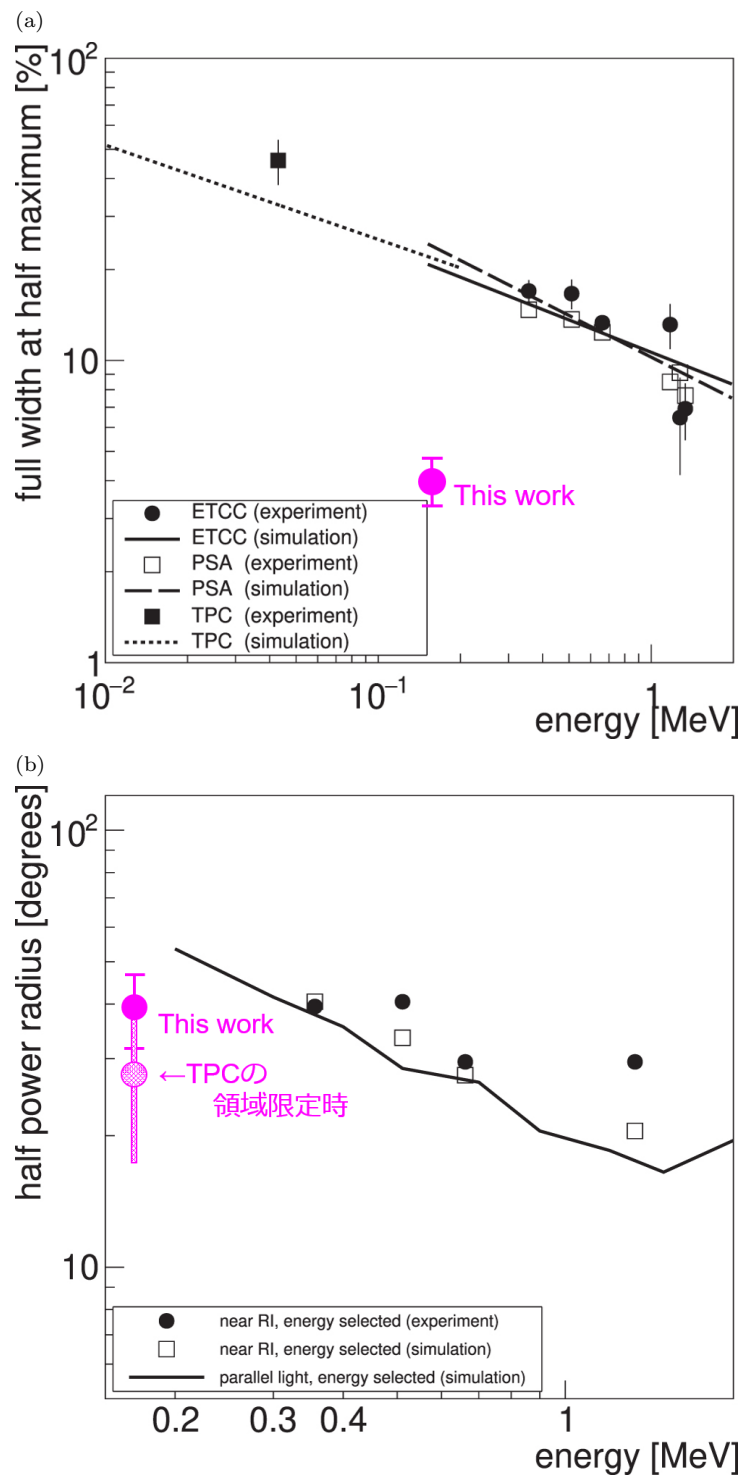 (a)
full width at half maximum [%]
10²
10
1
This work
ETCC (experiment)
ETCC (simulation)
PSA (experiment)
PSA (simulation)
TPC (experiment)
TPC (simulation)
10⁻² 10⁻¹ 1
energy [MeV]
(b)
half power radius [degrees]
10²
10
This work
←TPCの
領域限定時
near RI, energy selected (experiment)
near RI, energy selected (simulation)
parallel light, energy selected (simulation)
0.2 0.3 0.4 1
energy [MeV]